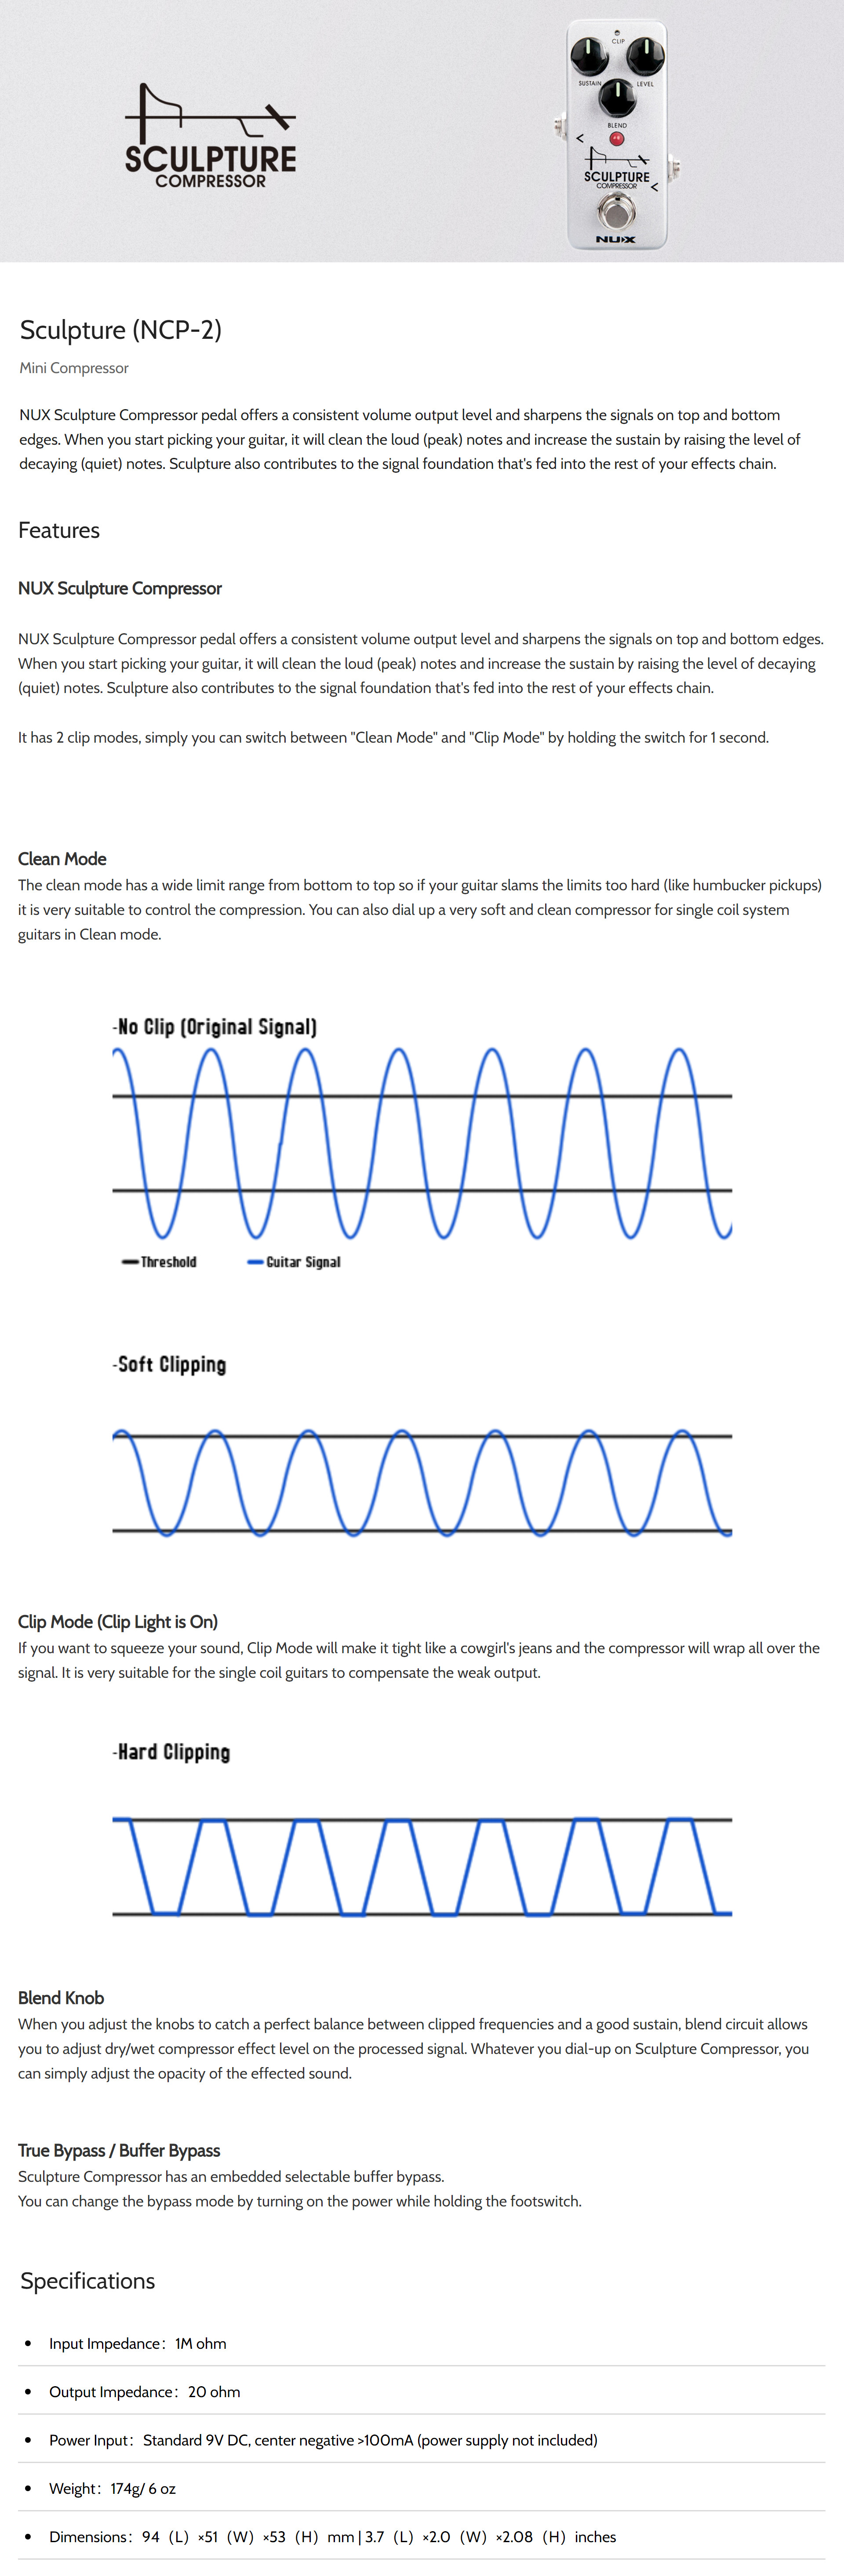 SCULPTURE
COMPRESSOR
CLIP
SUSTAIN
LEVEL
BLEND
SCULPTURE
COMPRESSOR
NUX
Sculpture (NCP-2)
Mini Compressor
NUX Sculpture Compressor pedal offers a consistent volume output level and sharpens the signals on top and bottom
edges. When you start picking your guitar, it will clean the loud (peak) notes and increase the sustain by raising the level of
decaying (quiet) notes. Sculpture also contributes to the signal foundation that's fed into the rest of your effects chain.
Features
NUX Sculpture Compressor
NUX Sculpture Compressor pedal offers a consistent volume output level and sharpens the signals on top and bottom edges.
When you start picking your guitar, it will clean the loud (peak) notes and increase the sustain by raising the level of decaying
(quiet) notes. Sculpture also contributes to the signal foundation that's fed into the rest of your effects chain.
It has 2 clip modes, simply you can switch between "Clean Mode" and "Clip Mode" by holding the switch for 1 second.
Clean Mode
The clean mode has a wide limit range from bottom to top so if your guitar slams the limits too hard (like humbucker pickups)
it is very suitable to control the compression. You can also dial up a very soft and clean compressor for single coil system
guitars in Clean mode.
-No Clip (Original Signal)
Threshold
Guitar Signal
-Soft Clipping
Clip Mode (Clip Light is On)
If you want to squeeze your sound, Clip Mode will make it tight like a cowgirl's jeans and the compressor will wrap all over the
signal. It is very suitable for the single coil guitars to compensate the weak output.
-Hard Clipping
Blend Knob
When you adjust the knobs to catch a perfect balance between clipped frequencies and a good sustain, blend circuit allows
you to adjust dry/wet compressor effect level on the processed signal. Whatever you dial-up on Sculpture Compressor, you
can simply adjust the opacity of the effected sound.
True Bypass / Buffer Bypass
Sculpture Compressor has an embedded selectable buffer bypass.
You can change the bypass mode by turning on the power while holding the footswitch.
Specifications
• Input Impedance：1M ohm
• Output Impedance：20 ohm
• Power Input：Standard 9V DC, center negative >100mA (power supply not included)
• Weight：174g/ 6 oz
• Dimensions：94（L）×51（W）×53（H）mm | 3.7（L）×2.0（W）×2.08（H）inches